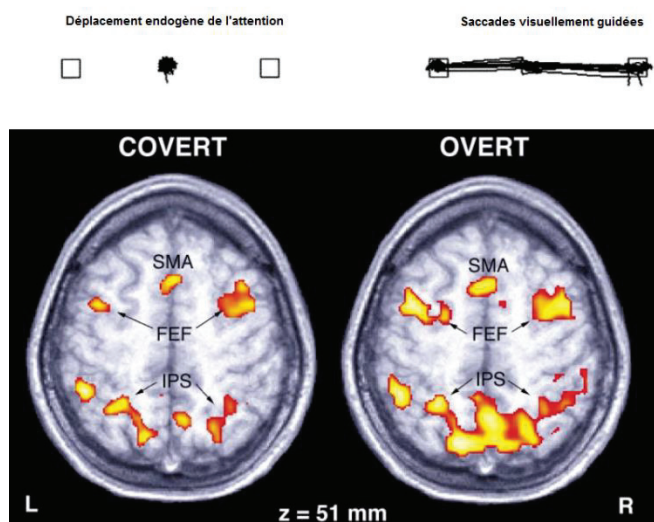 Déplacement endogène de l'attention
Saccades visuellement guidées
COVERT
OVERT
SMA
SMA
FEF
FEF
IPS
IPS
L
z = 51 mm
R